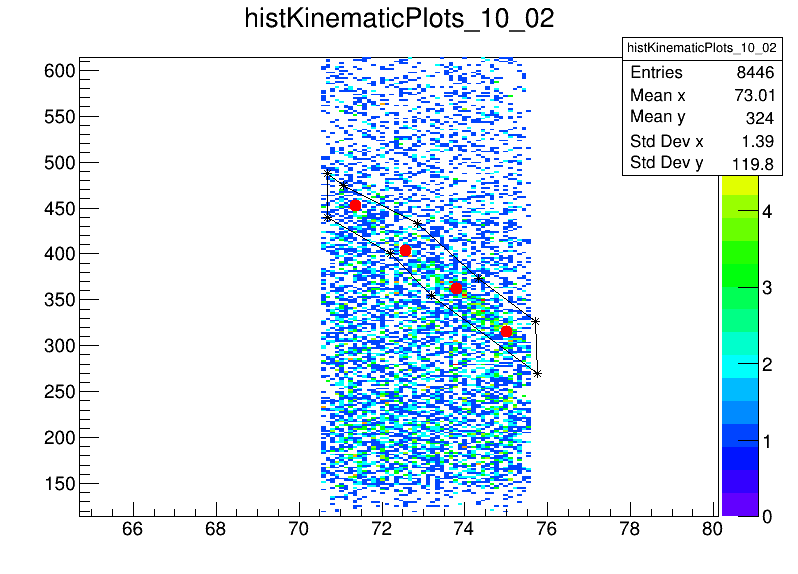 histKinematicPlots_10_02
histKinematicPlots_10_02
Entries 8446
Mean x 73.01
Mean y 324
Std Dev x 1.39
Std Dev y 119.8
600
550
500
450
400
350
300
250
200
150
4
3
2
1
0
66 68 70 72 74 76 78 80